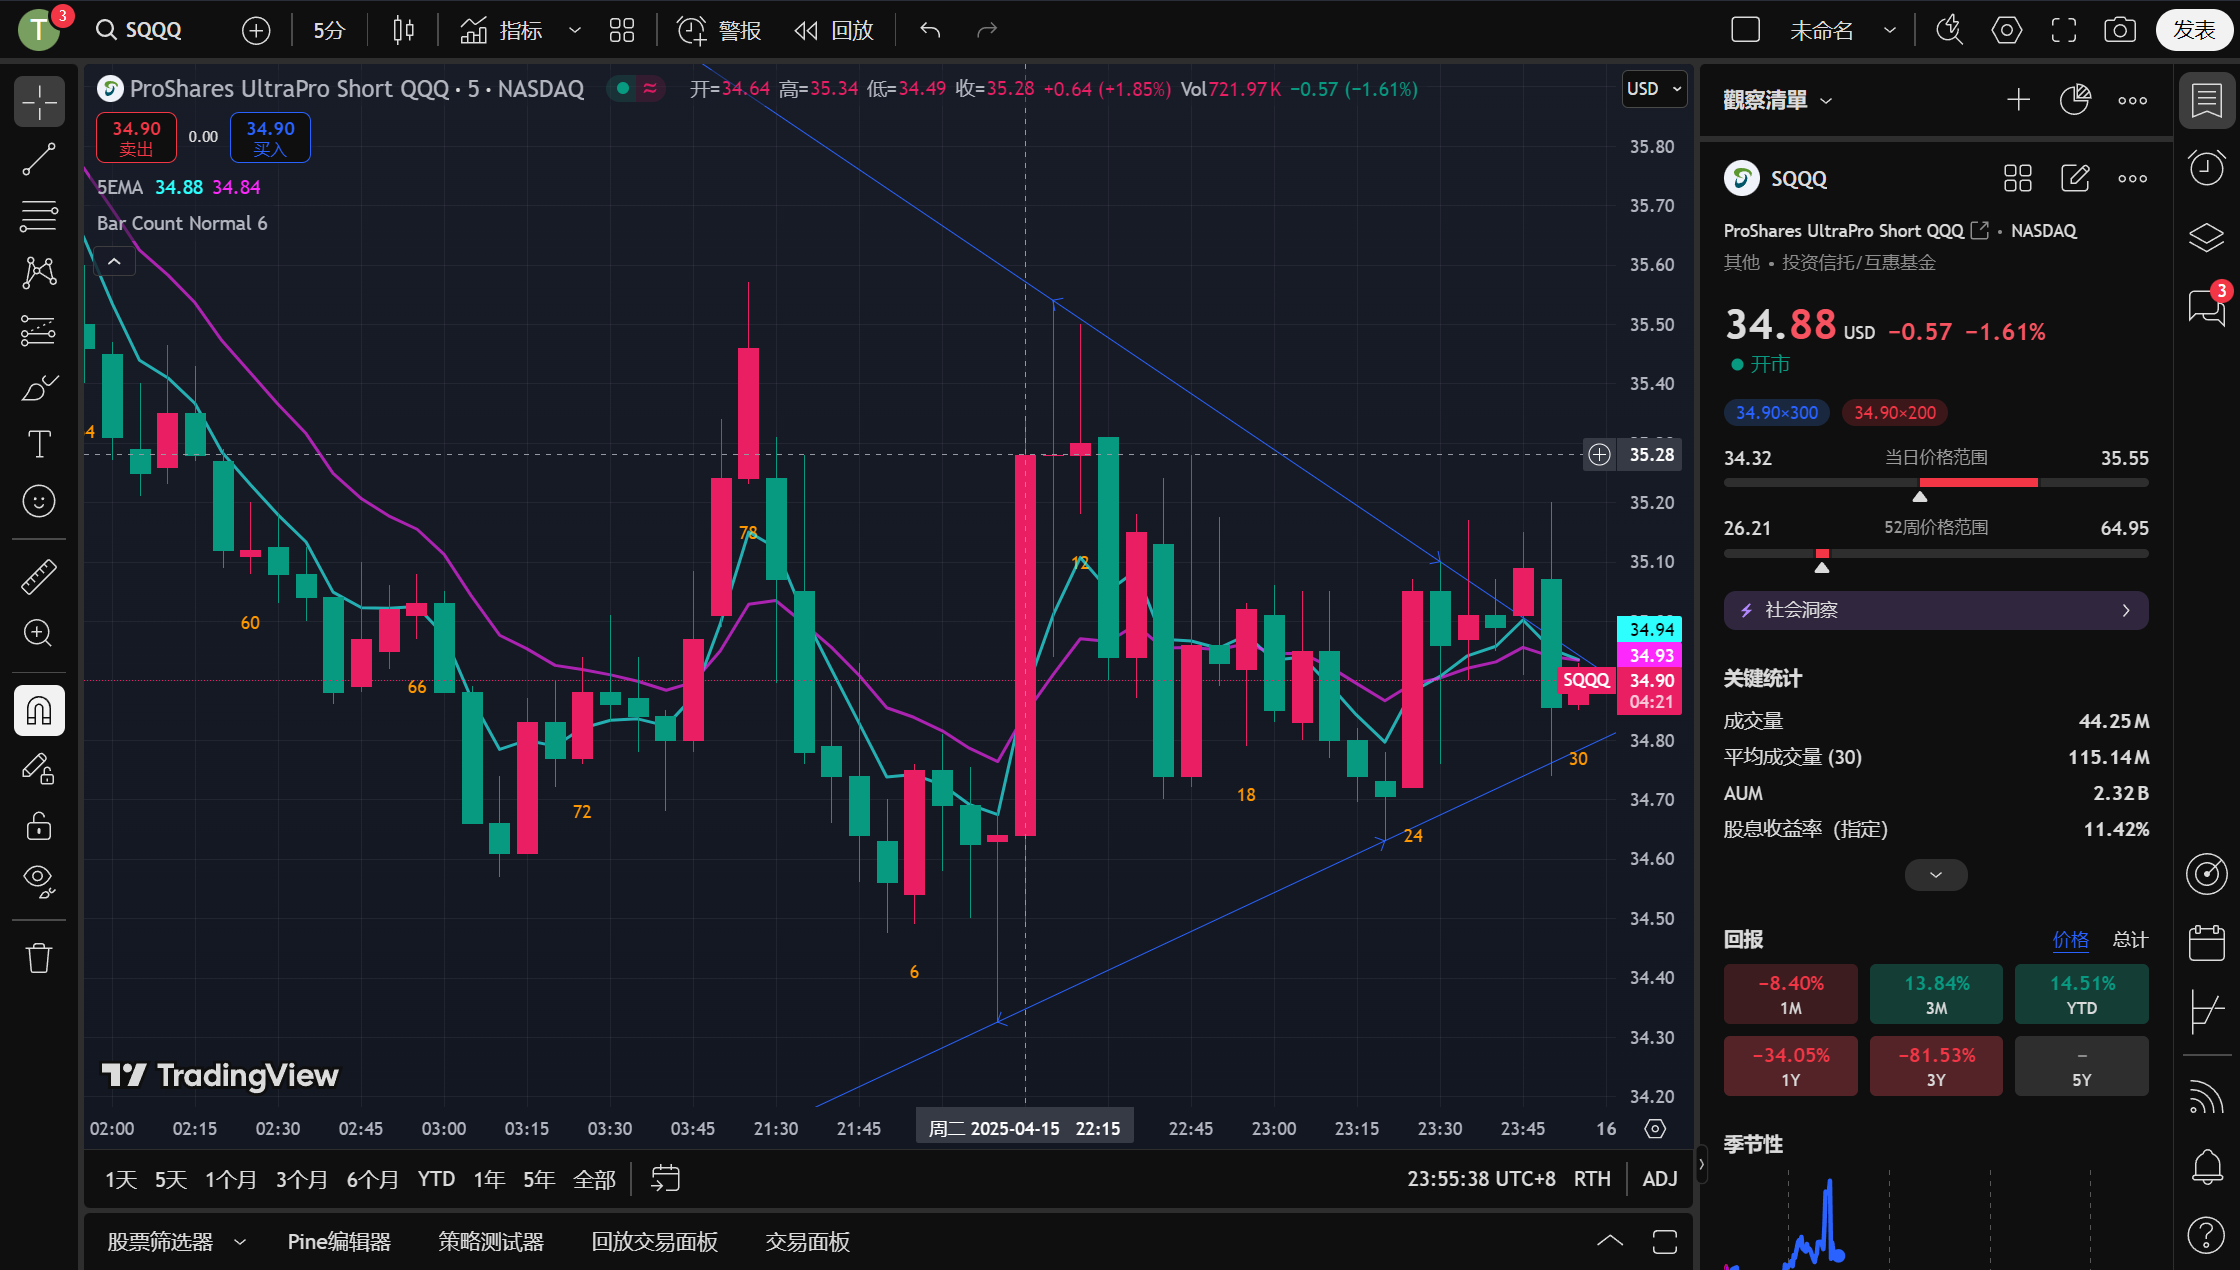 T
3
SQQQ
5分
指标
警报
回放
未命名
发表
ProShares UltraPro Short QQQ · 5 · NASDAQ
开=34.64 高=35.34 低=34.49 收=35.28 +0.64 (+1.85%) Vol721.97K −0.57 (−1.61%)
USD
34.90
卖出
0.00
34.90
买入
5EMA 34.88 34.84
Bar Count Normal 6
35.80
35.70
35.60
35.50
35.40
35.28
35.20
35.10
34.94
34.93
SQQQ
34.90
04:21
34.80
34.70
34.60
34.50
34.40
34.30
34.20
4
60
66
72
78
6
12
18
24
30
TradingView
02:00
02:15
02:30
02:45
03:00
03:15
03:30
03:45
21:30
21:45
周二 2025-04-15 22:15
22:45
23:00
23:15
23:30
23:45
16
1天
5天
1个月
3个月
6个月
YTD
1年
5年
全部
23:55:38 UTC+8
RTH
ADJ
股票筛选器
Pine编辑器
策略测试器
回放交易面板
交易面板
觀察清單
SQQQ
ProShares UltraPro Short QQQ • NASDAQ
其他 • 投资信托/互惠基金
34.88 USD −0.57 −1.61%
开市
34.90×300
34.90×200
34.32 当日价格范围 35.55
26.21 52周价格范围 64.95
社会洞察
关键统计
成交量 44.25M
平均成交量 (30) 115.14M
AUM 2.32B
股息收益率（指定） 11.42%
回报
价格
总计
−8.40%
1M
13.84%
3M
14.51%
YTD
−34.05%
1Y
−81.53%
3Y
–
5Y
季节性
3